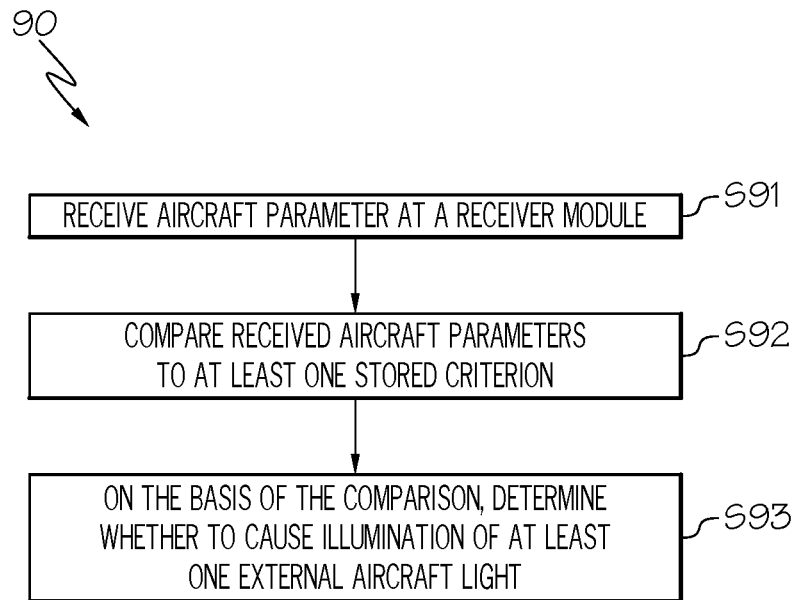 90
RECEIVE AIRCRAFT PARAMETER AT A RECEIVER MODULE
S91
COMPARE RECEIVED AIRCRAFT PARAMETERS
TO AT LEAST ONE STORED CRITERION
S92
ON THE BASIS OF THE COMPARISON, DETERMINE
WHETHER TO CAUSE ILLUMINATION OF AT LEAST
ONE EXTERNAL AIRCRAFT LIGHT
S93